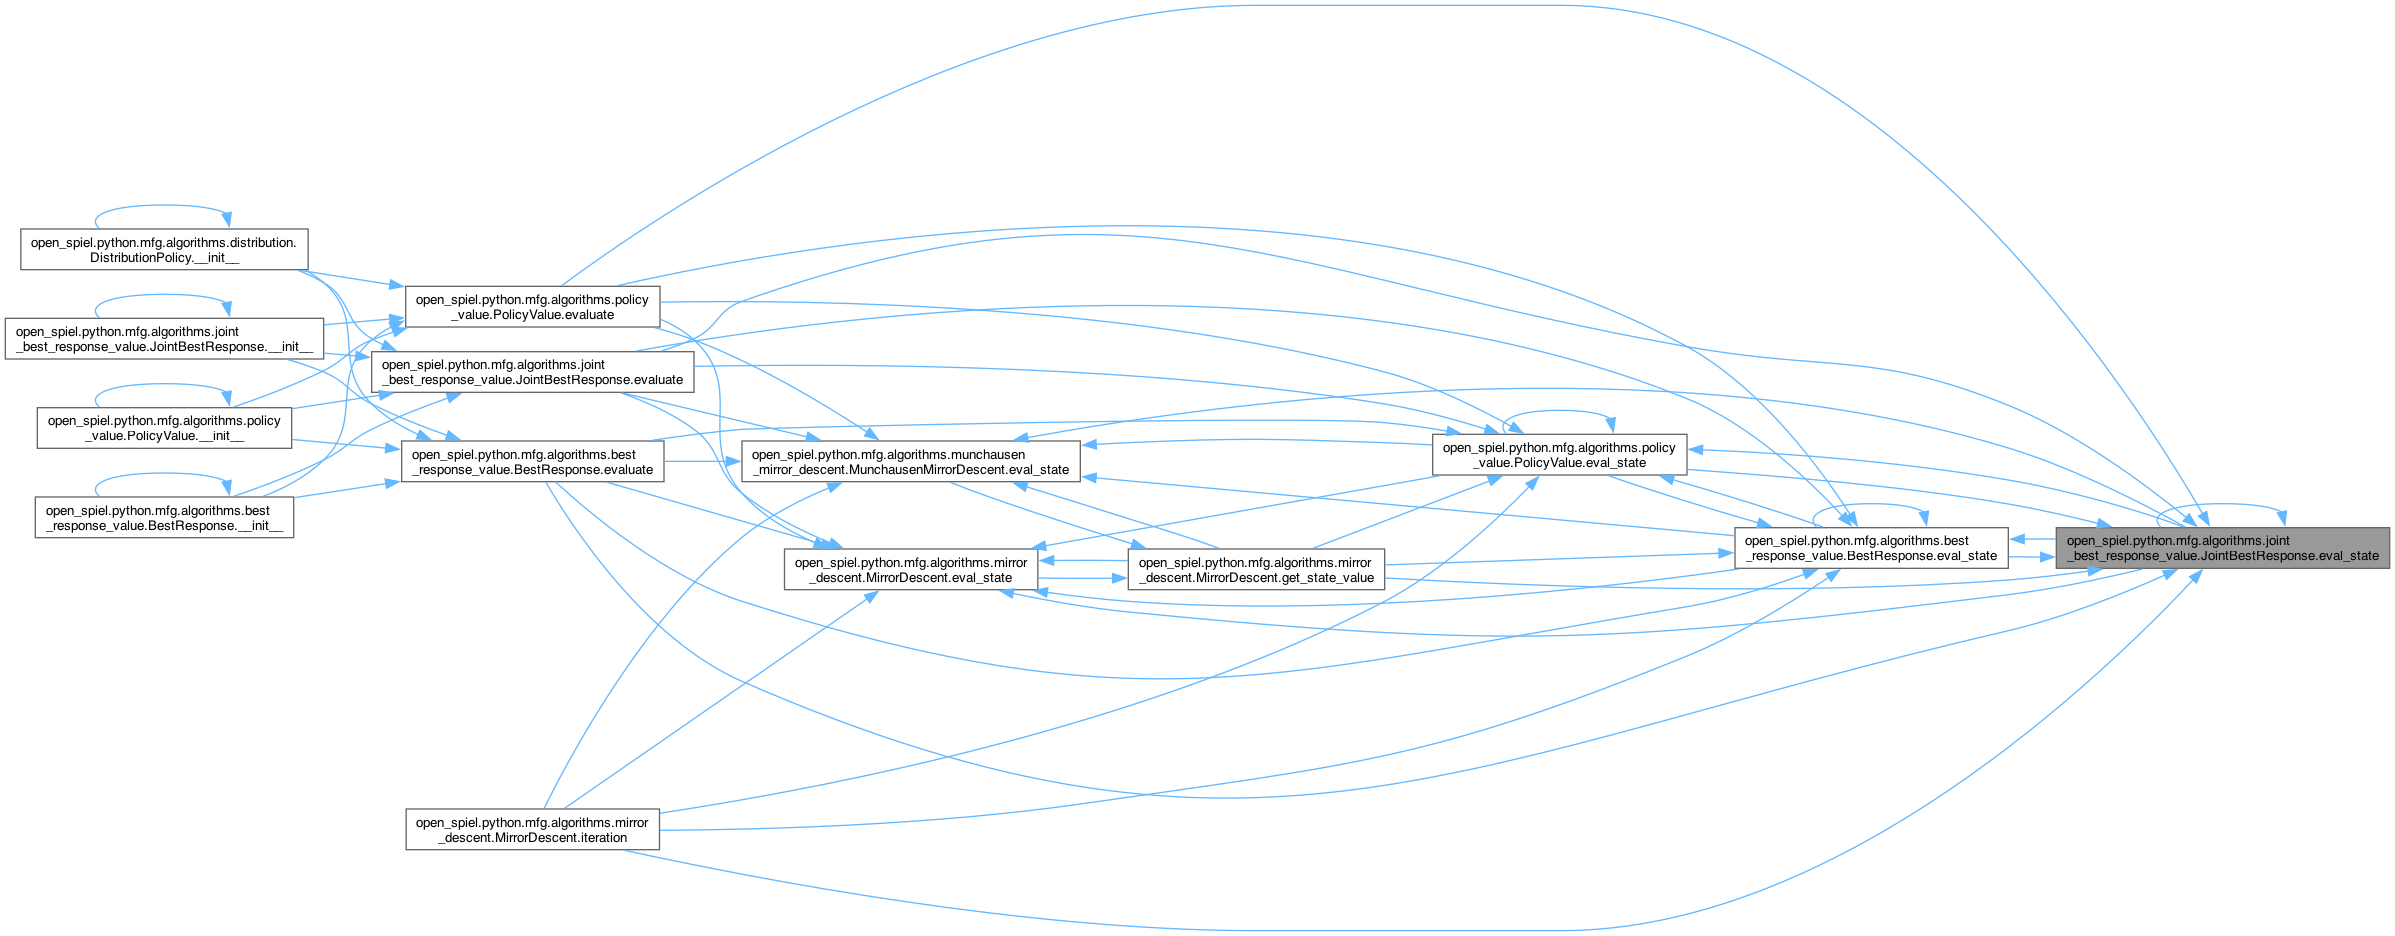 open_spiel.python.mfg.algorithms.distribution.
DistributionPolicy.__init__
open_spiel.python.mfg.algorithms.joint
_best_response_value.JointBestResponse.__init__
open_spiel.python.mfg.algorithms.policy
_value.PolicyValue.__init__
open_spiel.python.mfg.algorithms.best
_response_value.BestResponse.__init__
open_spiel.python.mfg.algorithms.policy
_value.PolicyValue.evaluate
open_spiel.python.mfg.algorithms.joint
_best_response_value.JointBestResponse.evaluate
open_spiel.python.mfg.algorithms.best
_response_value.BestResponse.evaluate
open_spiel.python.mfg.algorithms.mirror
_descent.MirrorDescent.iteration
open_spiel.python.mfg.algorithms.munchausen
_mirror_descent.MunchausenMirrorDescent.eval_state
open_spiel.python.mfg.algorithms.mirror
_descent.MirrorDescent.eval_state
open_spiel.python.mfg.algorithms.mirror
_descent.MirrorDescent.get_state_value
open_spiel.python.mfg.algorithms.policy
_value.PolicyValue.eval_state
open_spiel.python.mfg.algorithms.best
_response_value.BestResponse.eval_state
open_spiel.python.mfg.algorithms.joint
_best_response_value.JointBestResponse.eval_state